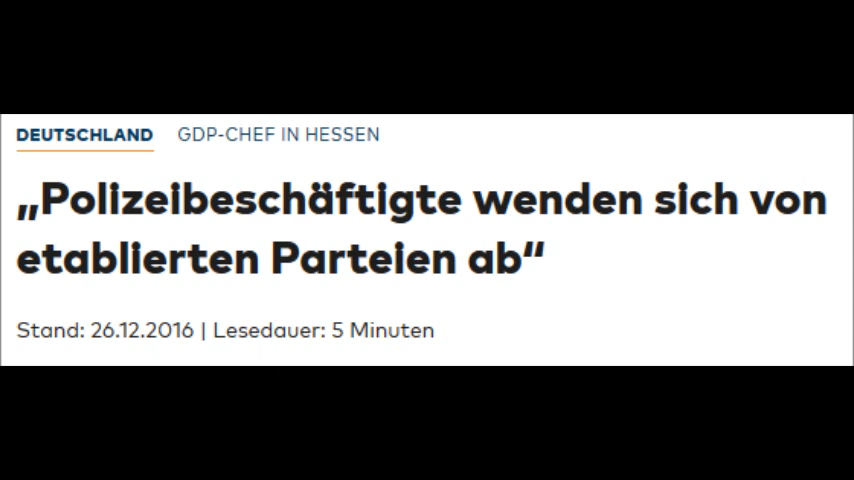 DEUTSCHLAND GDP-CHEF IN HESSEN
„Polizeibeschäftigte wenden sich von
etablierten Parteien ab“
Stand: 26.12.2016 | Lesedauer: 5 Minuten